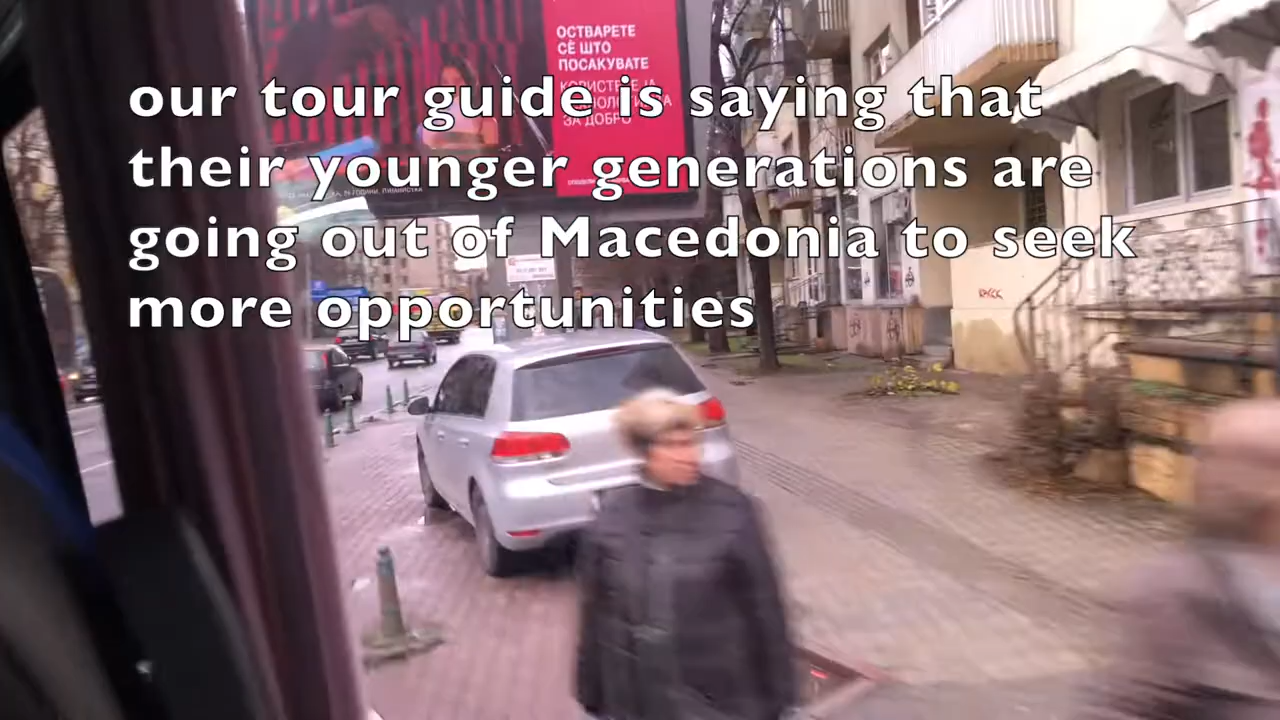 ОСТВАРЕТЕ
СÈ ШТО
ПОСАКУВАТЕ
ЗА ДОБРО
our tour guide is saying that
their younger generations are
going out of Macedonia to seek
more opportunities